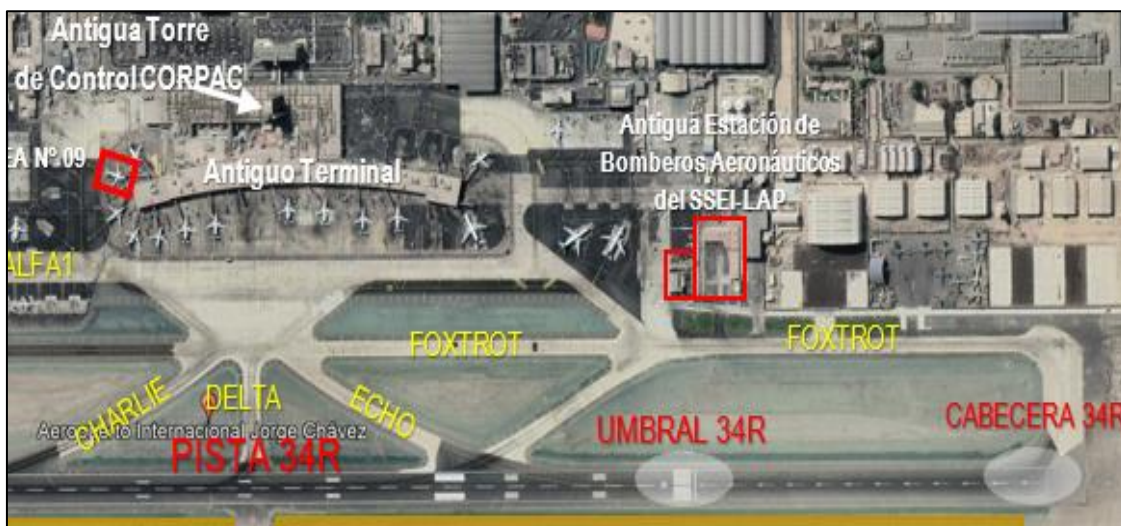 Antigua Torre
de Control CORPAC
EA Nº.09
Antiguo Terminal
Antigua Estación de
Bomberos Aeronáuticos
del SSEI-LAP
ALFA1
FOXTROT
FOXTROT
CHARLIE
DELTA
ECHO
Aeropuerto Internacional Jorge Chávez
PISTA 34R
UMBRAL 34R
CABECERA 34R